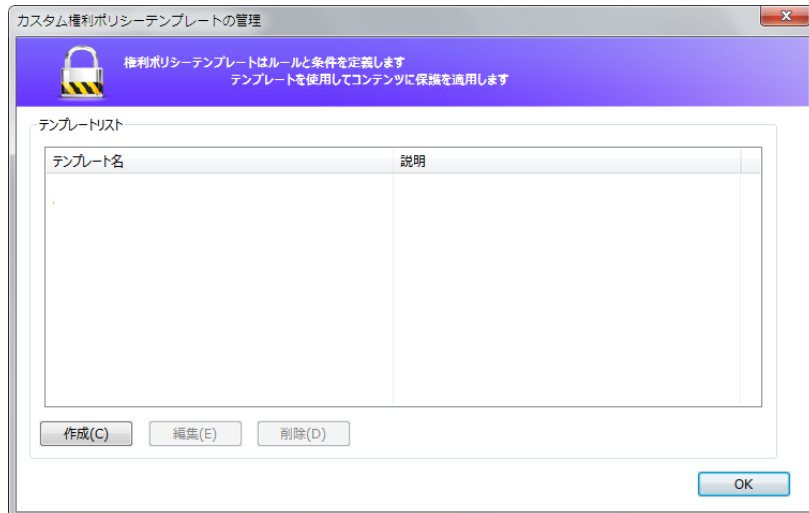 カスタム権利ポリシーテンプレートの管理
権利ポリシーテンプレートはルールと条件を定義します
テンプレートを使用してコンテンツに保護を適用します
テンプレートリスト
テンプレート名 説明
作成(C) 編集(E) 削除(D)
OK